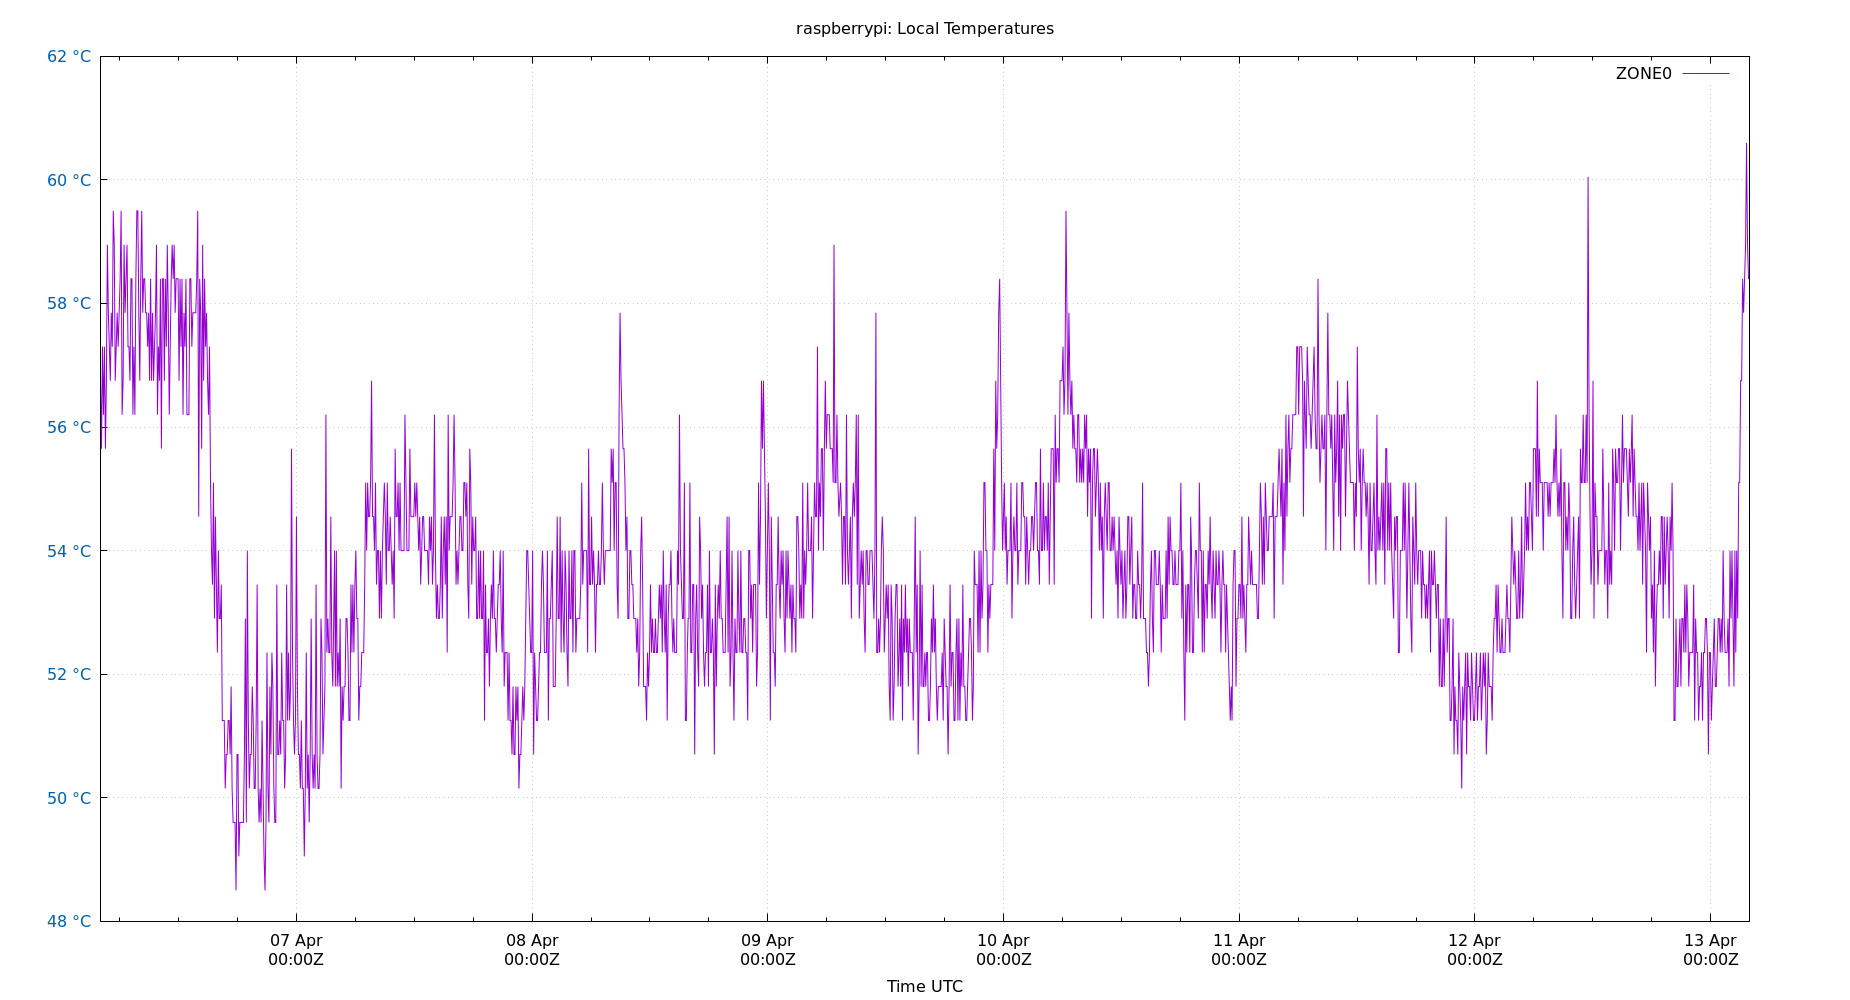 raspberrypi: Local Temperatures
62 °C
ZONE0
60 °C
58 °C
56 °C
54 °C
52 °C
50 °C
48 °C
07 Apr 08 Apr 09 Apr 10 Apr 11 Apr 12 Apr 13 Apr
00:00Z 00:00Z 00:00Z 00:00Z 00:00Z 00:00Z 00:00Z
Time UTC